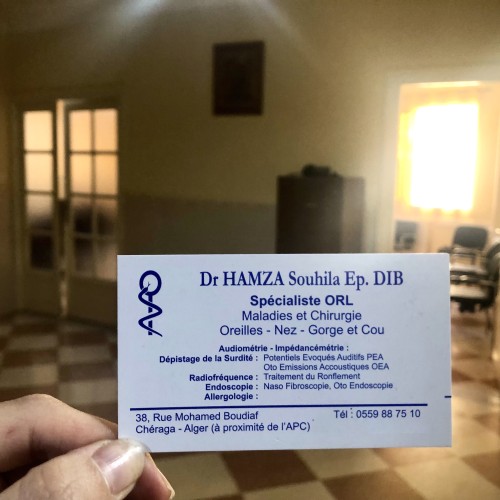 Dr HAMZA Souhila Ep. DIB
Spécialiste ORL
Maladies et Chirurgie
Oreilles - Nez - Gorge et Cou
Audiométrie - Impédancémétrie :
Dépistage de la Surdité : Potentiels Evoqués Auditifs PEA
Oto Emissions Accoustiques OEA
Radiofréquence : Traitement du Ronflement
Endoscopie : Naso Fibroscopie, Oto Endoscopie
Allergologie :
38, Rue Mohamed Boudiaf
Tél : 0559 88 75 10
Chéraga - Alger (à proximité de l'APC)